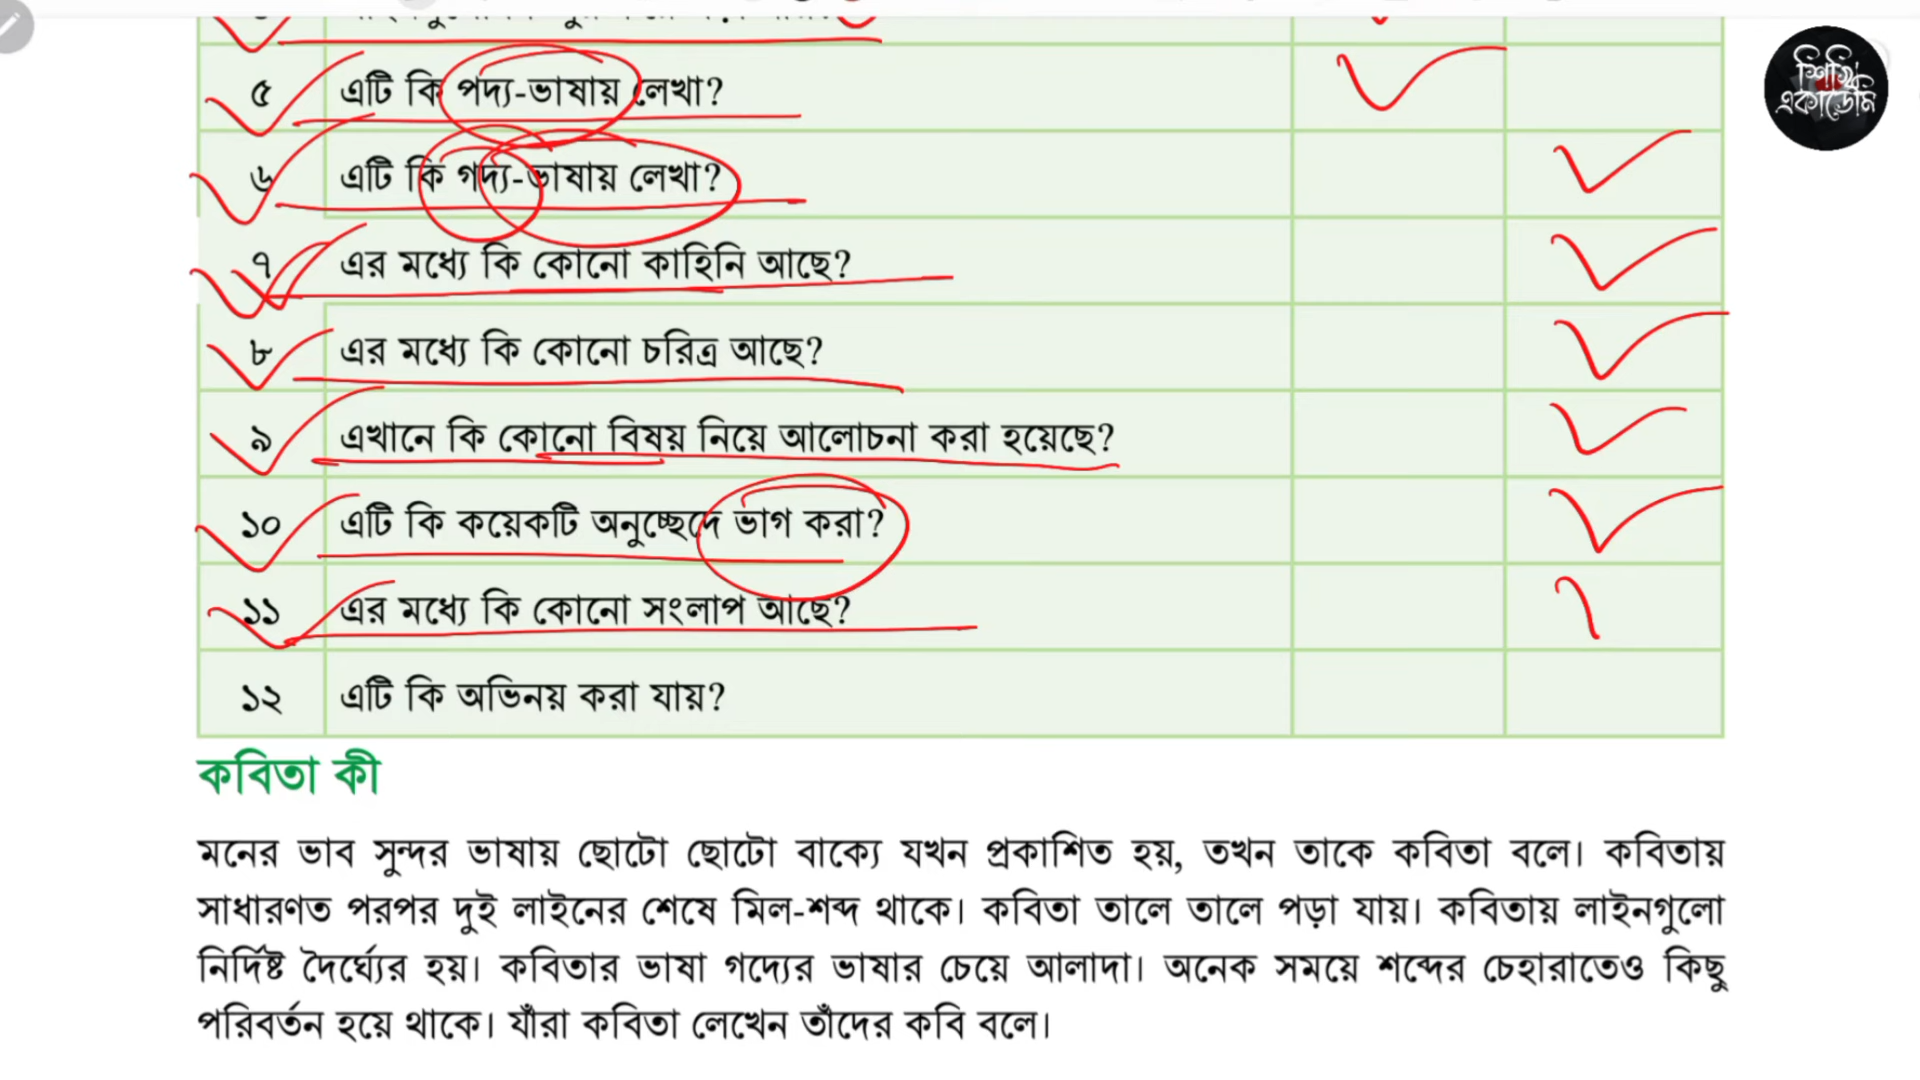 শিখি
একাডেমি
৫ এটি কি পদ্য-ভাষায় লেখা?
৬ এটি কি গদ্য-ভাষায় লেখা?
৭ এর মধ্যে কি কোনো কাহিনি আছে?
৮ এর মধ্যে কি কোনো চরিত্র আছে?
৯ এখানে কি কোনো বিষয় নিয়ে আলোচনা করা হয়েছে?
১০ এটি কি কয়েকটি অনুচ্ছেদে ভাগ করা?
১১ এর মধ্যে কি কোনো সংলাপ আছে?
১২ এটি কি অভিনয় করা যায়?
কবিতা কী
মনের ভাব সুন্দর ভাষায় ছোটো ছোটো বাক্যে যখন প্রকাশিত হয়, তখন তাকে কবিতা বলে। কবিতায়
সাধারণত পরপর দুই লাইনের শেষে মিল-শব্দ থাকে। কবিতা তালে তালে পড়া যায়। কবিতায় লাইনগুলো
নির্দিষ্ট দৈর্ঘ্যের হয়। কবিতার ভাষা গদ্যের ভাষার চেয়ে আলাদা। অনেক সময়ে শব্দের চেহারাতেও কিছু
পরিবর্তন হয়ে থাকে। যাঁরা কবিতা লেখেন তাঁদের কবি বলে।